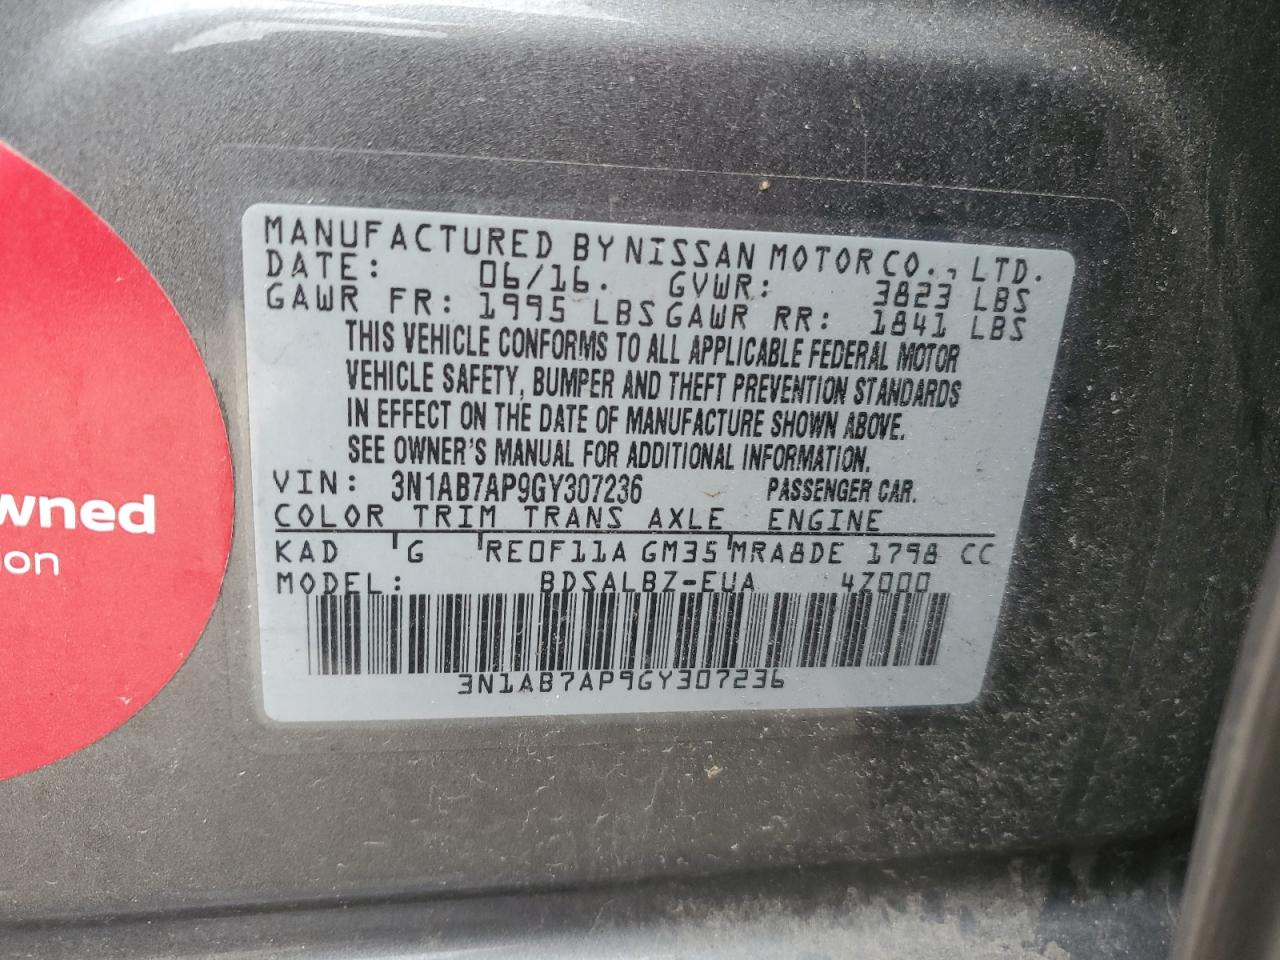 MANUFACTURED BY NISSAN MOTOR CO., LTD.
DATE: 06/16. GVWR: 3823 LBS
GAWR FR: 1995 LBS GAWR RR: 1841 LBS
THIS VEHICLE CONFORMS TO ALL APPLICABLE FEDERAL MOTOR
VEHICLE SAFETY, BUMPER AND THEFT PREVENTION STANDARDS
IN EFFECT ON THE DATE OF MANUFACTURE SHOWN ABOVE.
SEE OWNER'S MANUAL FOR ADDITIONAL INFORMATION.
VIN: 3N1AB7AP9GY307236 PASSENGER CAR.
COLOR TRIM TRANS AXLE ENGINE
KAD G RE0F11A GM35 MRA8DE 1798 CC
MODEL: BDSALBZ-EUA 4Z000
3N1AB7AP9GY307236
wned
on